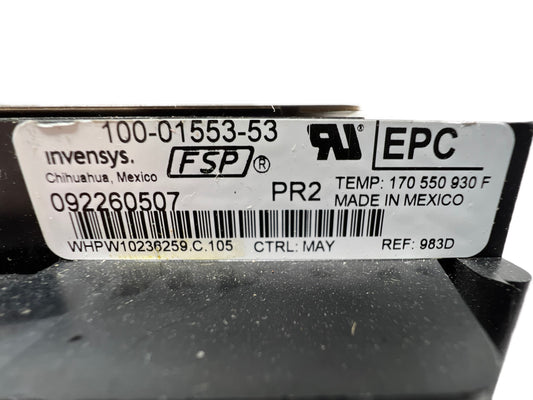 100-01553-53
invensys.
FSP®
EPC
Chihuahua, Mexico
TEMP: 170 550 930 F
092260507
PR2
MADE IN MEXICO
WHPW10236259.C.105 CTRL: MAY REF: 983D